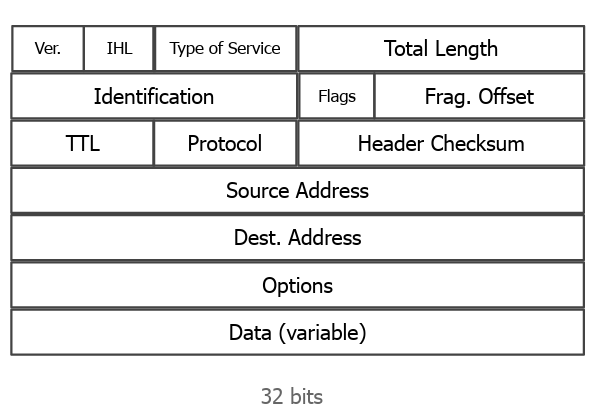 Ver. IHL Type of Service Total Length
Identification Flags Frag. Offset
TTL Protocol Header Checksum
Source Address
Dest. Address
Options
Data (variable)
32 bits